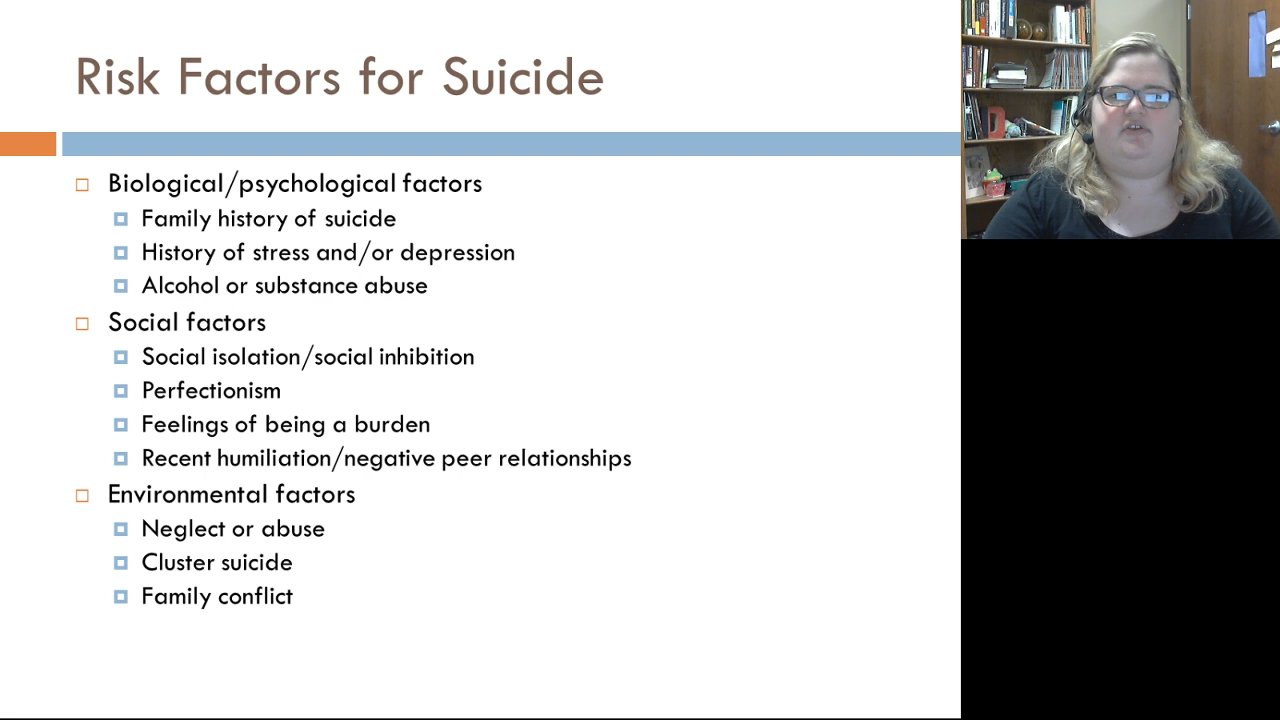 Risk Factors for Suicide
Biological/psychological factors
Family history of suicide
History of stress and/or depression
Alcohol or substance abuse
Social factors
Social isolation/social inhibition
Perfectionism
Feelings of being a burden
Recent humiliation/negative peer relationships
Environmental factors
Neglect or abuse
Cluster suicide
Family conflict